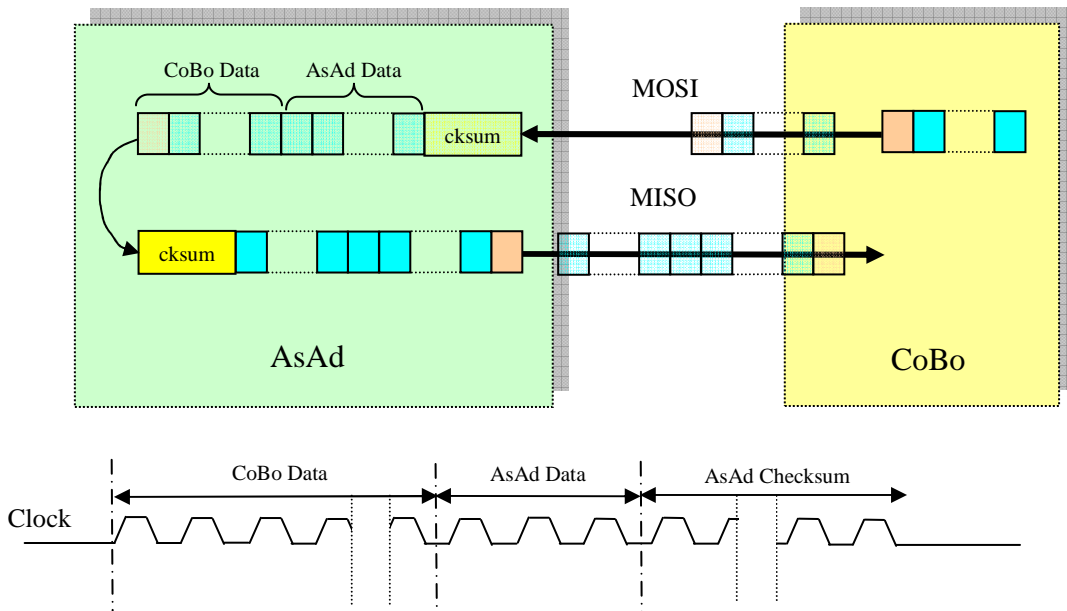 CoBo Data
AsAd Data
MOSI
cksum
MISO
cksum
AsAd
CoBo
CoBo Data
AsAd Data
AsAd Checksum
Clock